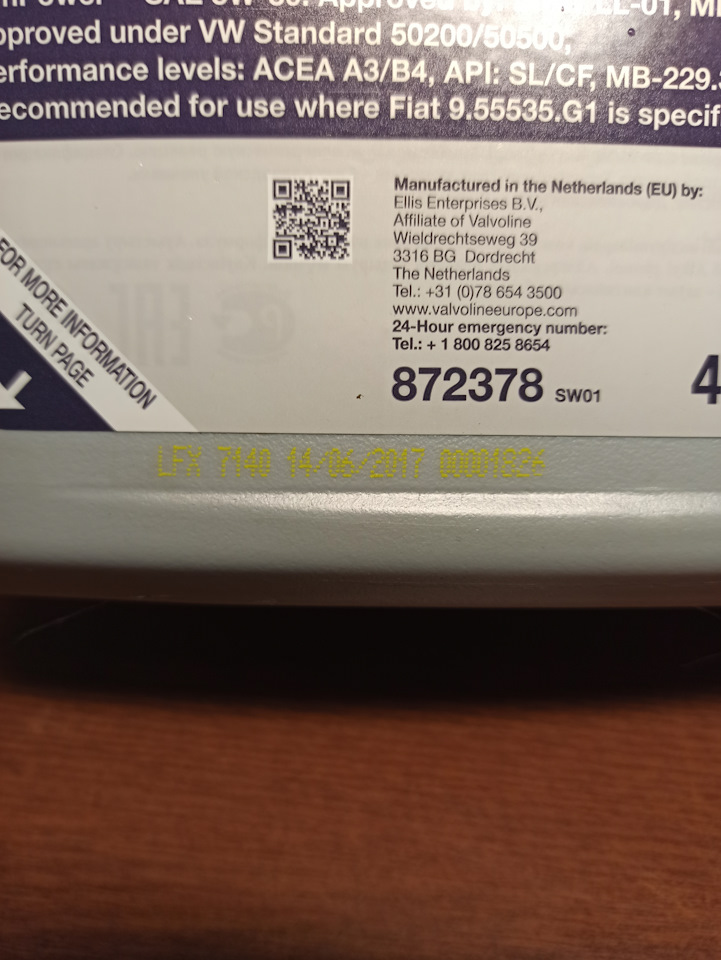 pproved under VW Standard 50200/50500,
erformance levels: ACEA A3/B4, API: SL/CF, MB-229.
ecommended for use where Fiat 9.55535.G1 is specif
Manufactured in the Netherlands (EU) by:
Ellis Enterprises B.V.,
Affiliate of Valvoline
Wieldrechtseweg 39
3316 BG Dordrecht
The Netherlands
Tel.: +31 (0)78 654 3500
www.valvolineeurope.com
24-Hour emergency number:
Tel.: + 1 800 825 8654
872378 SW01
4
FOR MORE INFORMATION
TURN PAGE
LFX 7140 14/06/2017 00001826